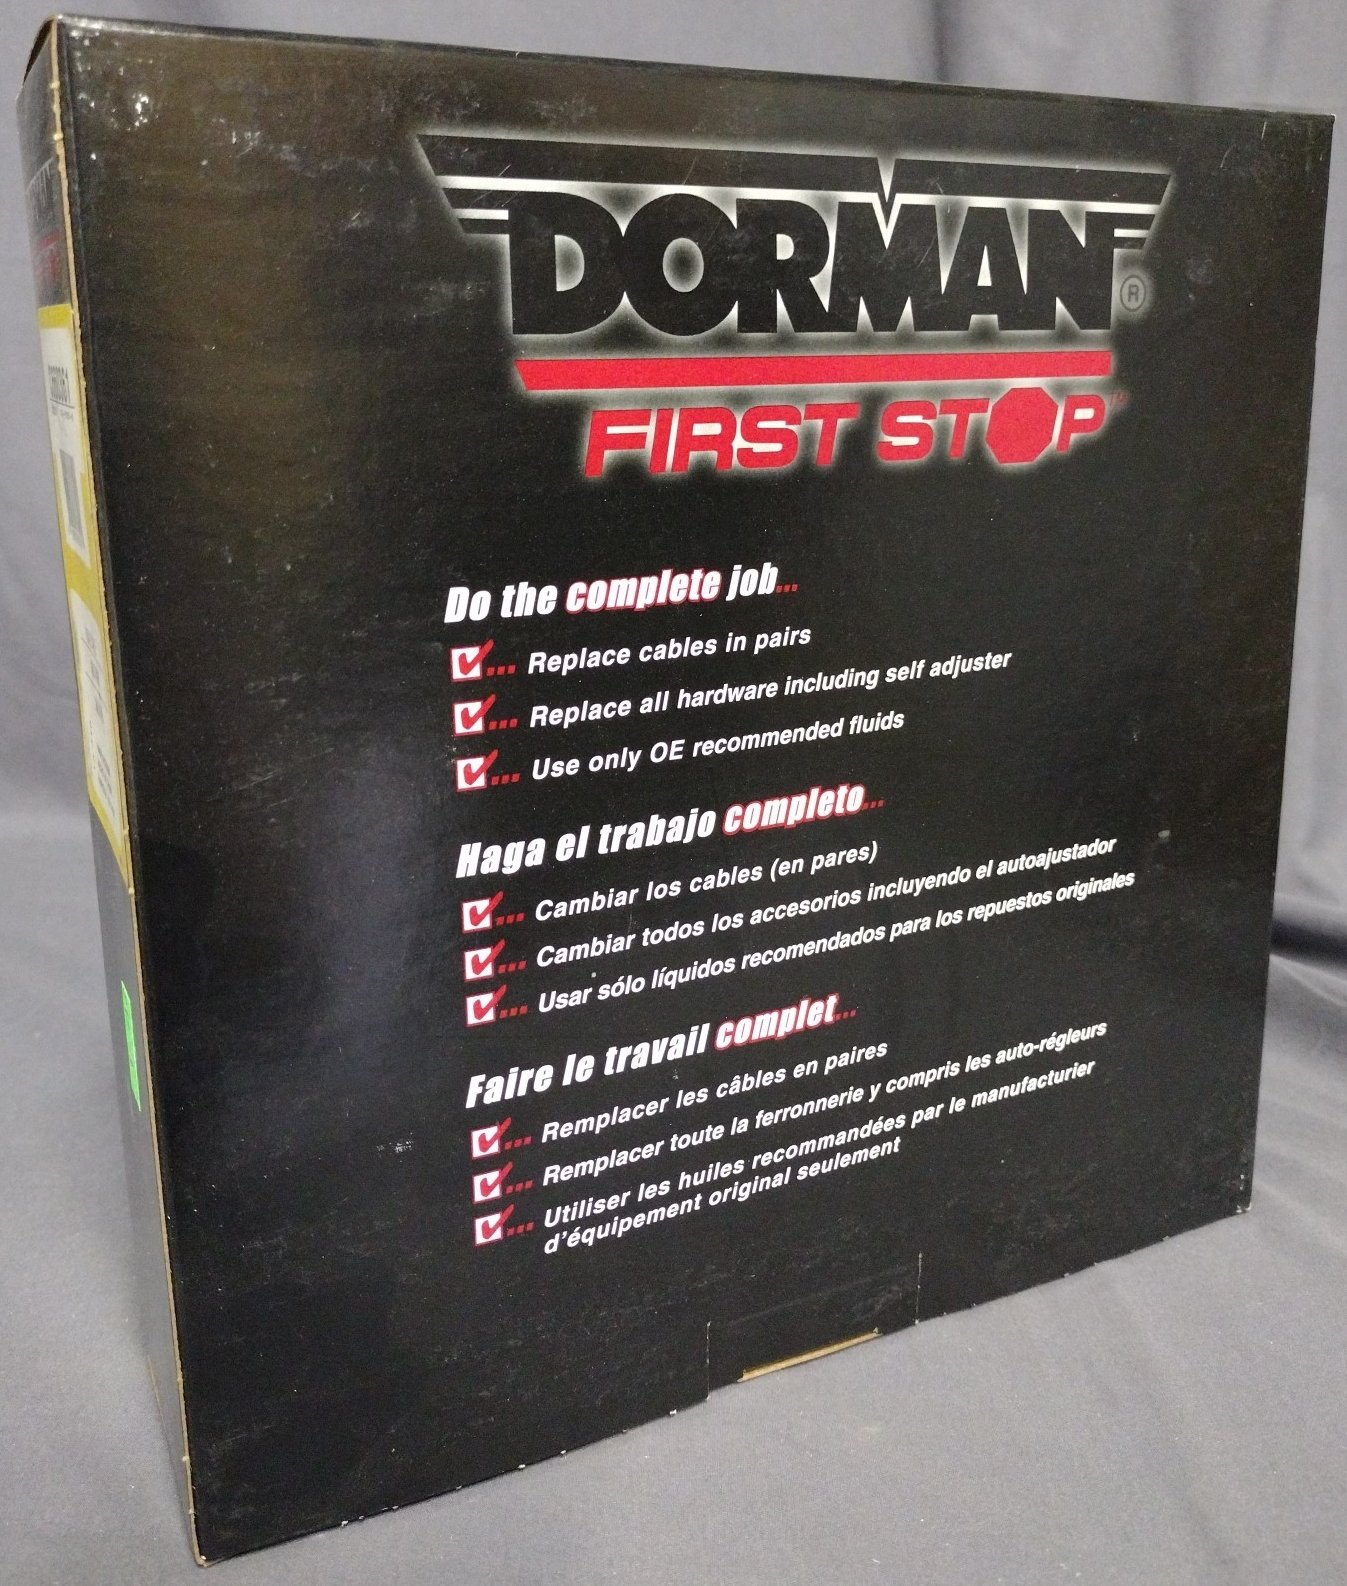 DORMAN®
FIRST STOP™
Do the complete job...
... Replace cables in pairs
... Replace all hardware including self adjuster
... Use only OE recommended fluids
Haga el trabajo completo...
... Cambiar los cables (en pares)
... Cambiar todos los accesorios incluyendo el autoajustador
... Usar sólo líquidos recomendados para los repuestos originales
Faire le travail complet...
... Remplacer les câbles en paires
... Remplacer toute la ferronnerie y compris les auto-régleurs
... Utiliser les huiles recommandées par le manufacturier
d'équipement original seulement